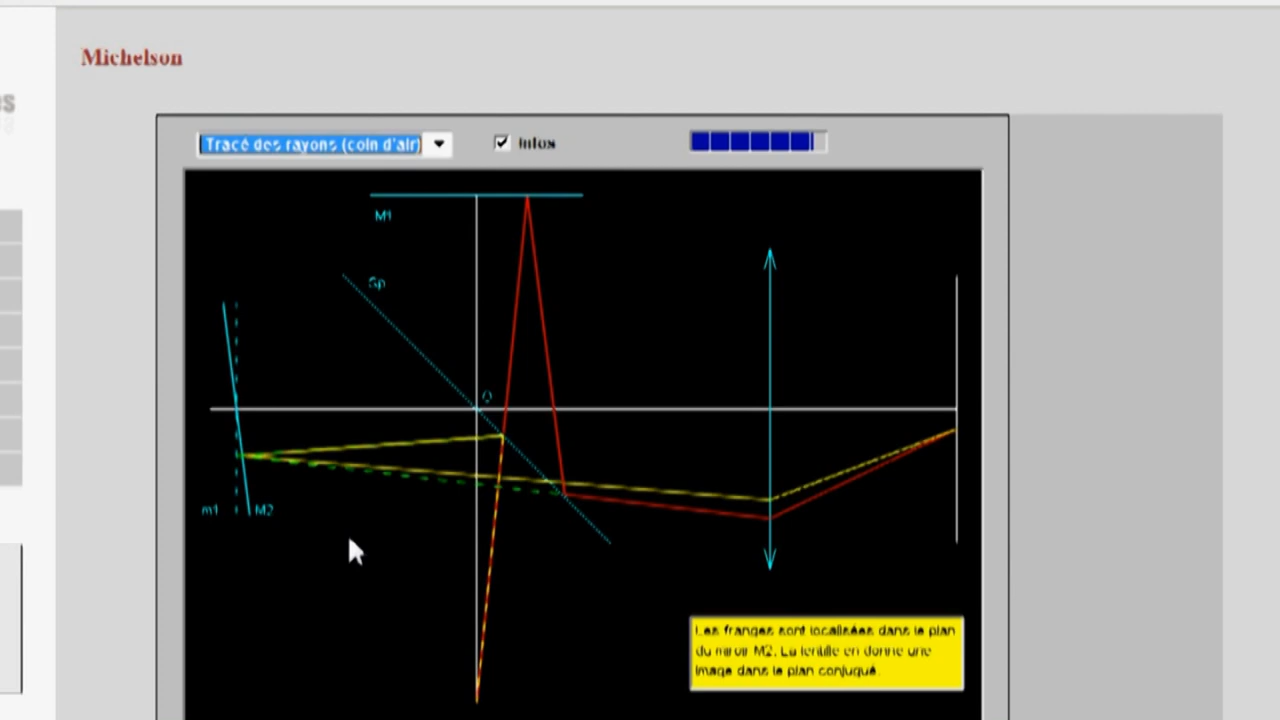 Michelson
Tracé des rayons (coin d'air)
Infos
M1
Sp
O
m1
M2
Les franges sont localisées dans le plan
du miroir M2. La lentille en donne une
image dans le plan conjugué.